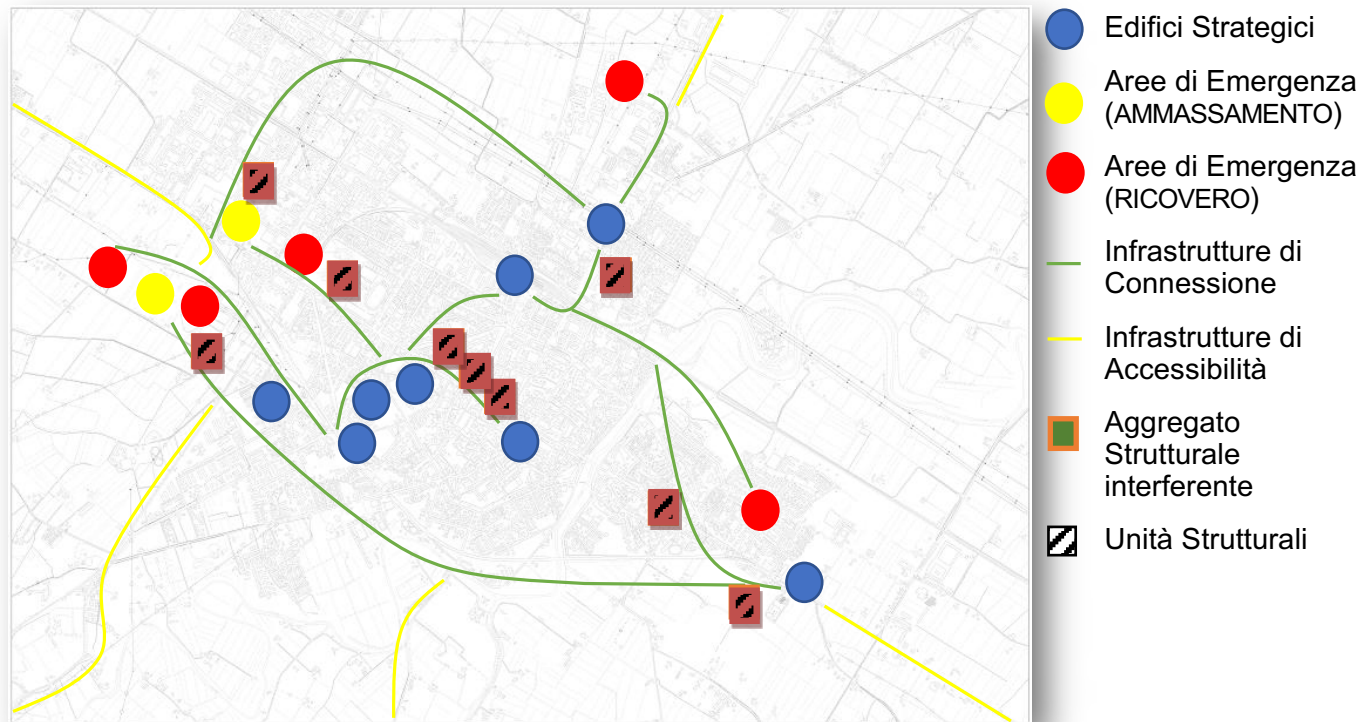 Edifici Strategici
Aree di Emergenza
(AMMASSAMENTO)
Aree di Emergenza
(RICOVERO)
Infrastrutture di
Connessione
Infrastrutture di
Accessibilità
Aggregato
Strutturale
interferente
Unità Strutturali